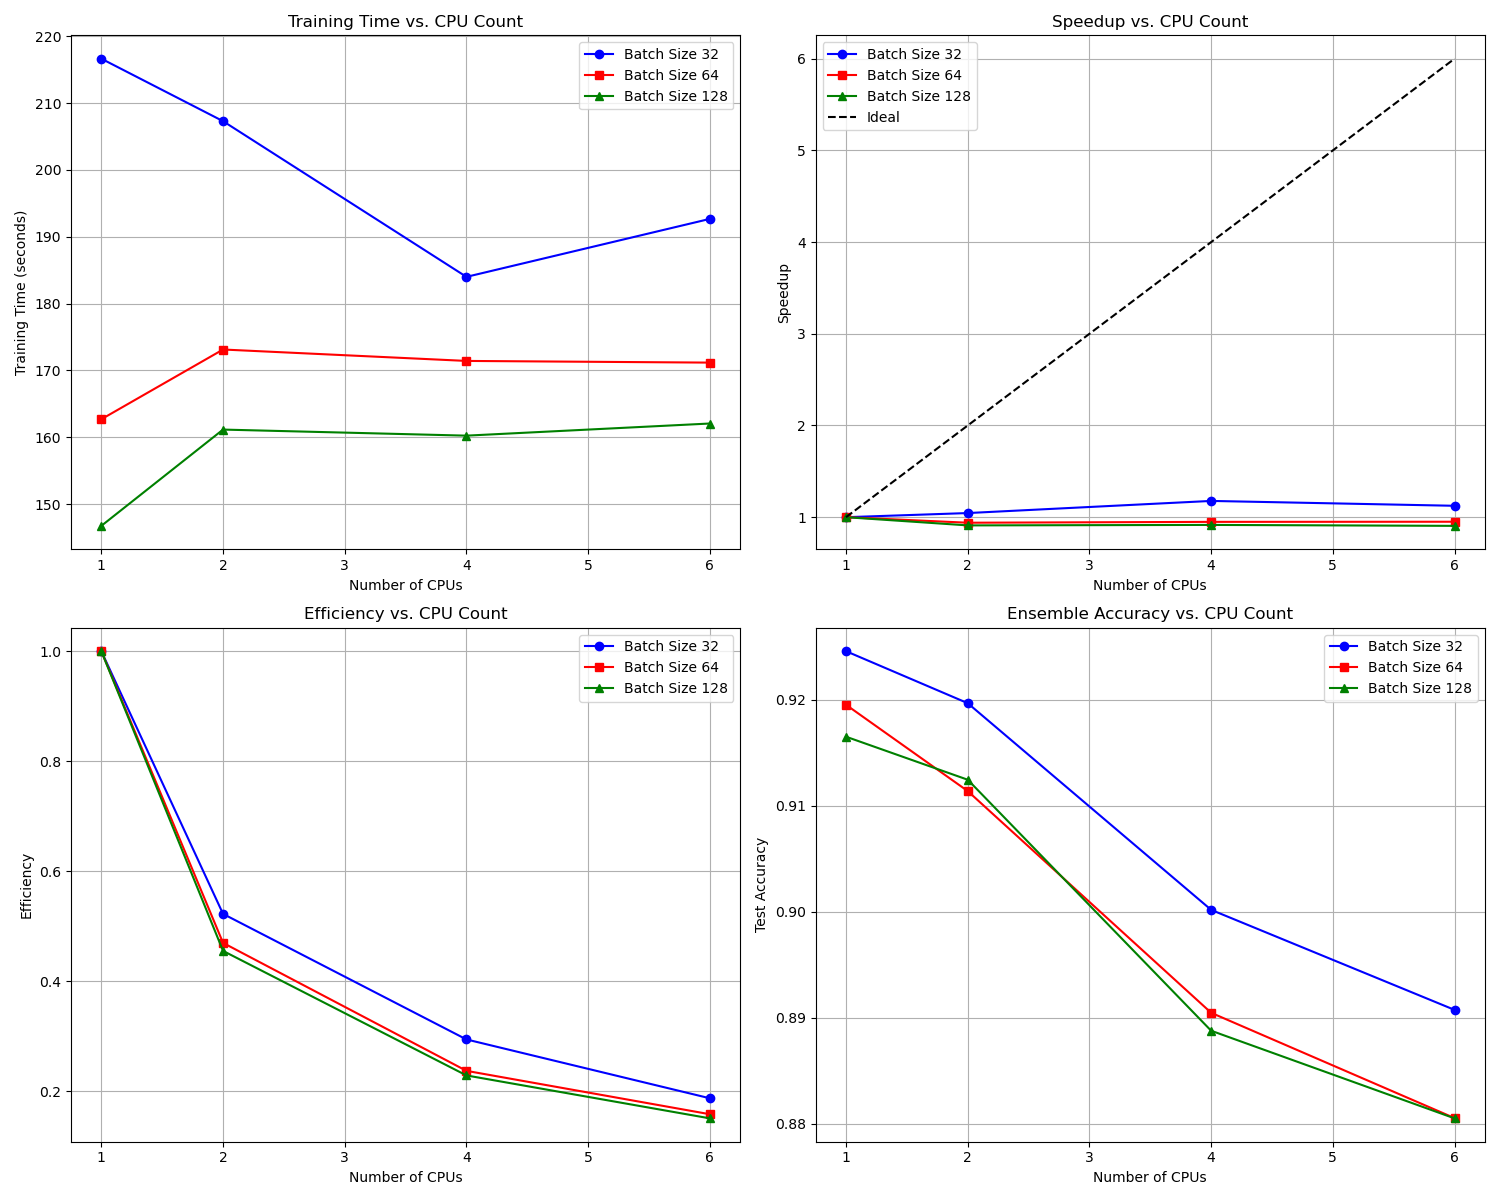 Training Time vs. CPU Count
220
210
200
190
180
170
160
150
Training Time (seconds)
Batch Size 32
Batch Size 64
Batch Size 128
1 2 3 4 5 6
Number of CPUs
Speedup vs. CPU Count
6
5
4
3
2
1
Speedup
Batch Size 32
Batch Size 64
Batch Size 128
Ideal
1 2 3 4 5 6
Number of CPUs
Efficiency vs. CPU Count
1.0
0.8
0.6
0.4
0.2
Efficiency
Batch Size 32
Batch Size 64
Batch Size 128
1 2 3 4 5 6
Number of CPUs
Ensemble Accuracy vs. CPU Count
0.92
0.91
0.90
0.89
0.88
Test Accuracy
Batch Size 32
Batch Size 64
Batch Size 128
1 2 3 4 5 6
Number of CPUs